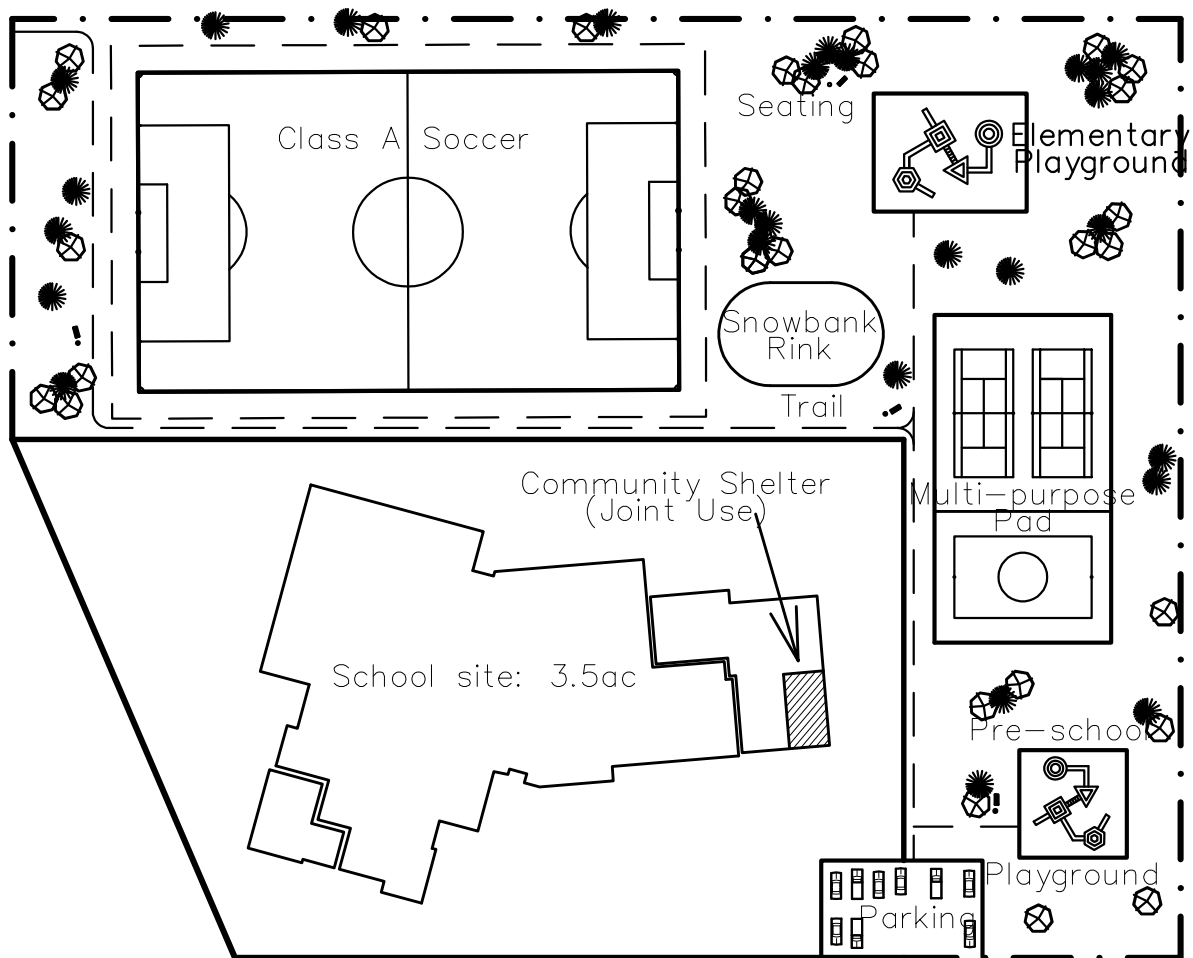 Seating
Class A Soccer
Elementary
Playground
Snowbank
Rink
Trail
Community Shelter
(Joint Use)
Multi-purpose
Pad
School site: 3.5ac
Pre-school
Playground
Parking